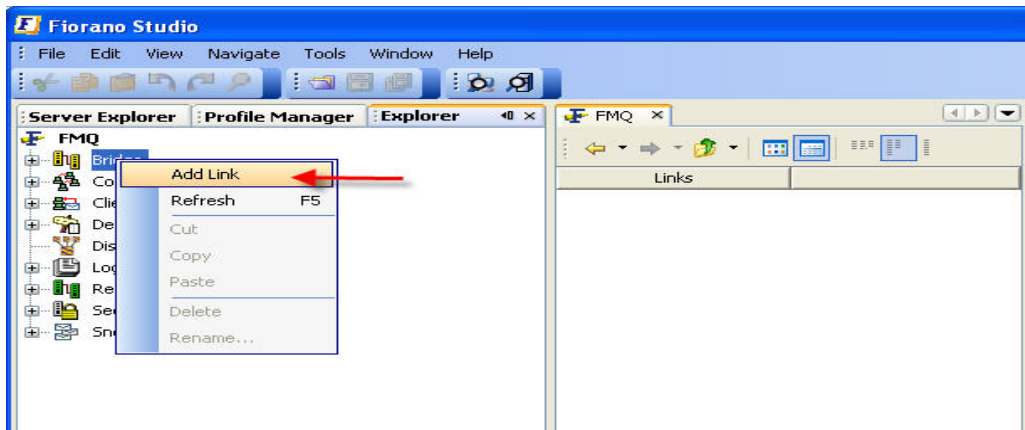 Fiorano Studio
File Edit View Navigate Tools Window Help
Server Explorer Profile Manager Explorer
FMQ
FMQ
Links
Add Link
Refresh F5
Cut
Copy
Paste
Delete
Rename...